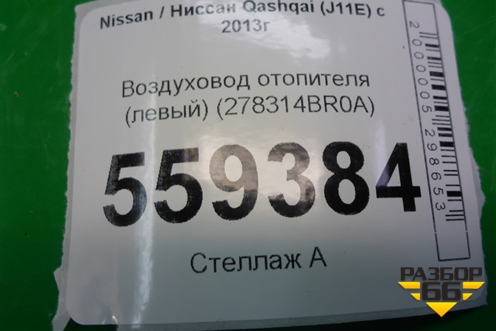 Nissan / Ниссан Qashqai (J11E) с
2013г
Воздуховод отопителя
(левый) (278314BR0A)
559384
Стеллаж А
2000005298653
РАЗБОР
66